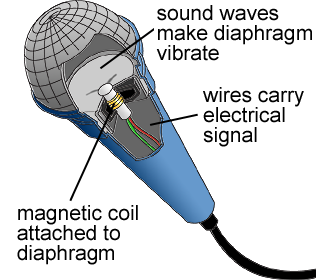 sound waves
make diaphragm
vibrate
wires carry
electrical
signal
magnetic coil
attached to
diaphragm